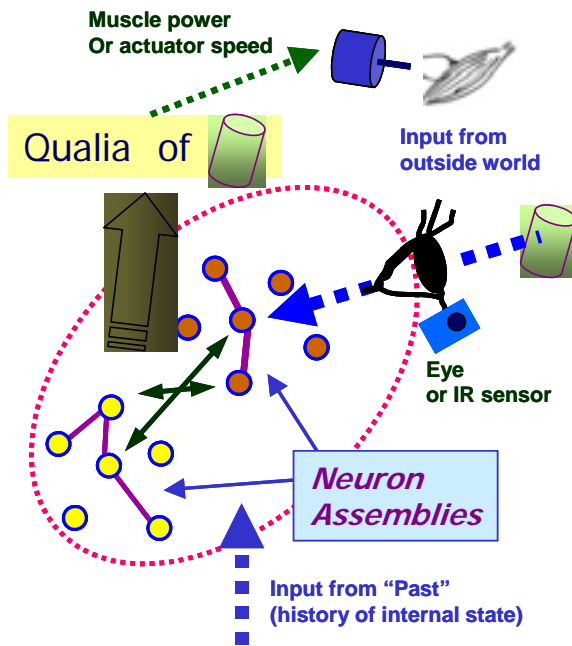 Muscle power
Or actuator speed
Qualia of
Input from
outside world
Eye
or IR sensor
Neuron
Assemblies
Input from “Past”
(history of internal state)